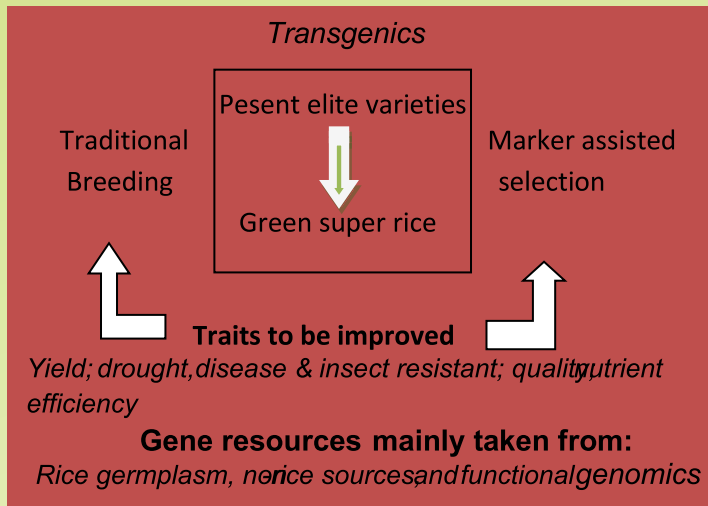 Transgenics
Pesent elite varieties
Traditional
Breeding
Marker assisted
selection
Green super rice
Traits to be improved
Yield; drought, disease & insect resistant; quality, nutrient
efficiency
Gene resources mainly taken from:
Rice germplasm, non-rice sources, and functional genomics